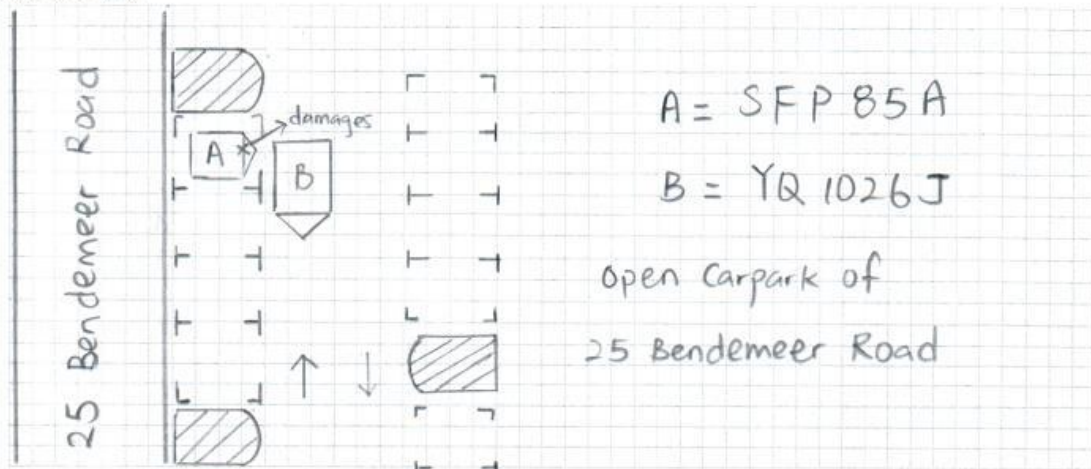 25 Bendemeer Road
damages
A
B
A = SFP 85A
B = YQ 1026J
Open Carpark of
25 Bendemeer Road